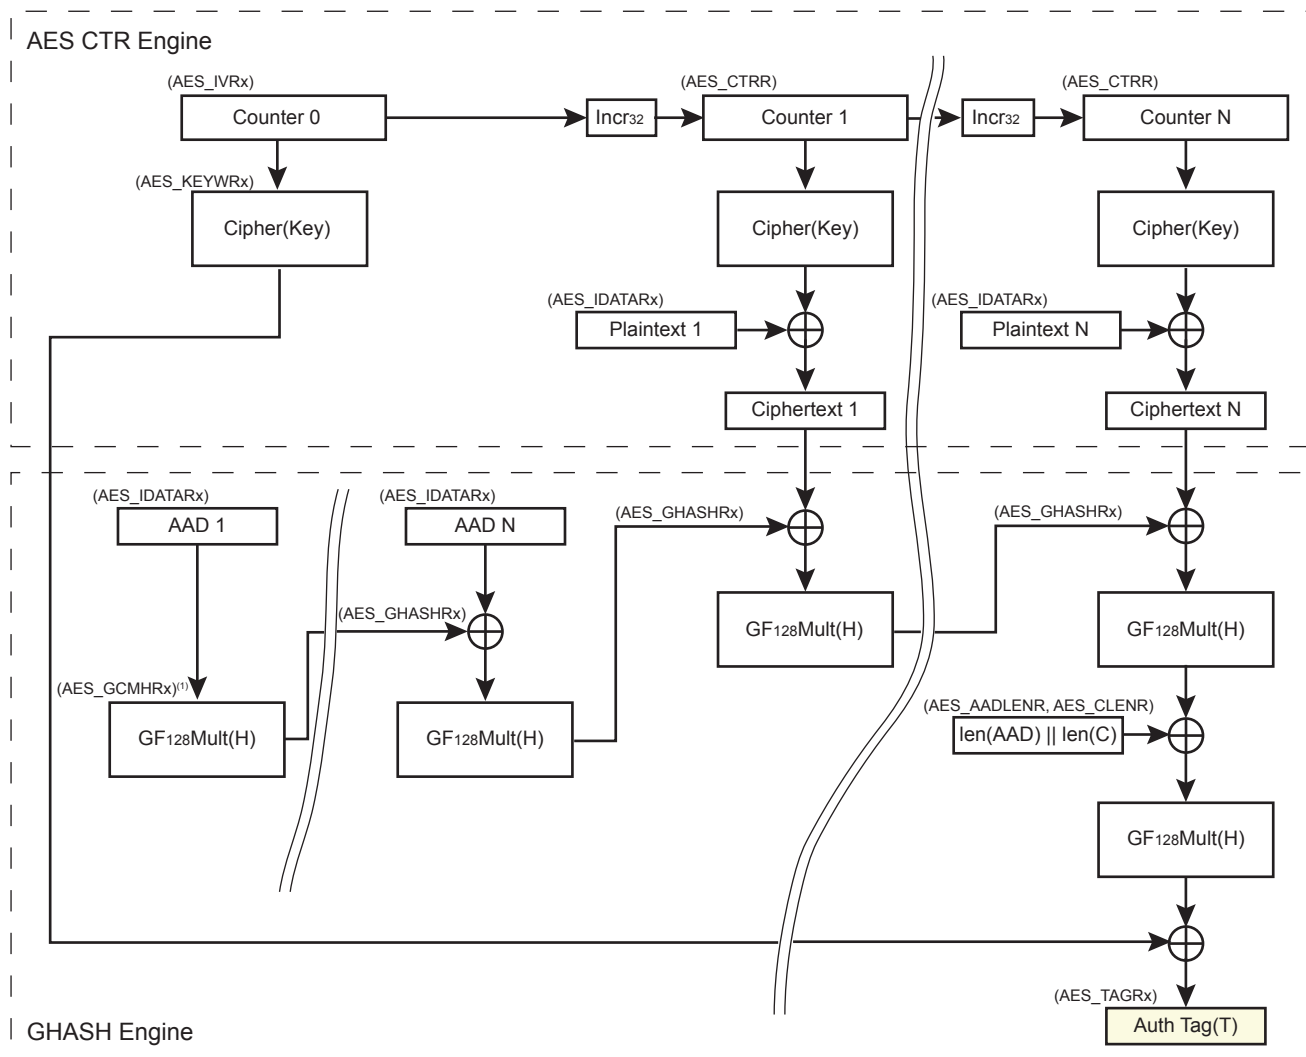 AES CTR Engine
(AES_IVRx)
(AES_CTRR)
(AES_CTRR)
Counter 0
Incr32
Counter 1
Incr32
Counter N
(AES_KEYWRx)
Cipher(Key)
Cipher(Key)
Cipher(Key)
(AES_IDATARx)
(AES_IDATARx)
Plaintext 1
Plaintext N
Ciphertext 1
Ciphertext N
(AES_IDATARx)
(AES_IDATARx)
(AES_GHASHRx)
(AES_GHASHRx)
AAD 1
AAD N
(AES_GHASHRx)
GF128Mult(H)
GF128Mult(H)
(AES_GCMHRx)(1)
(AES_AADLENR, AES_CLENR)
GF128Mult(H)
GF128Mult(H)
len(AAD) || len(C)
GF128Mult(H)
(AES_TAGRx)
Auth Tag(T)
GHASH Engine